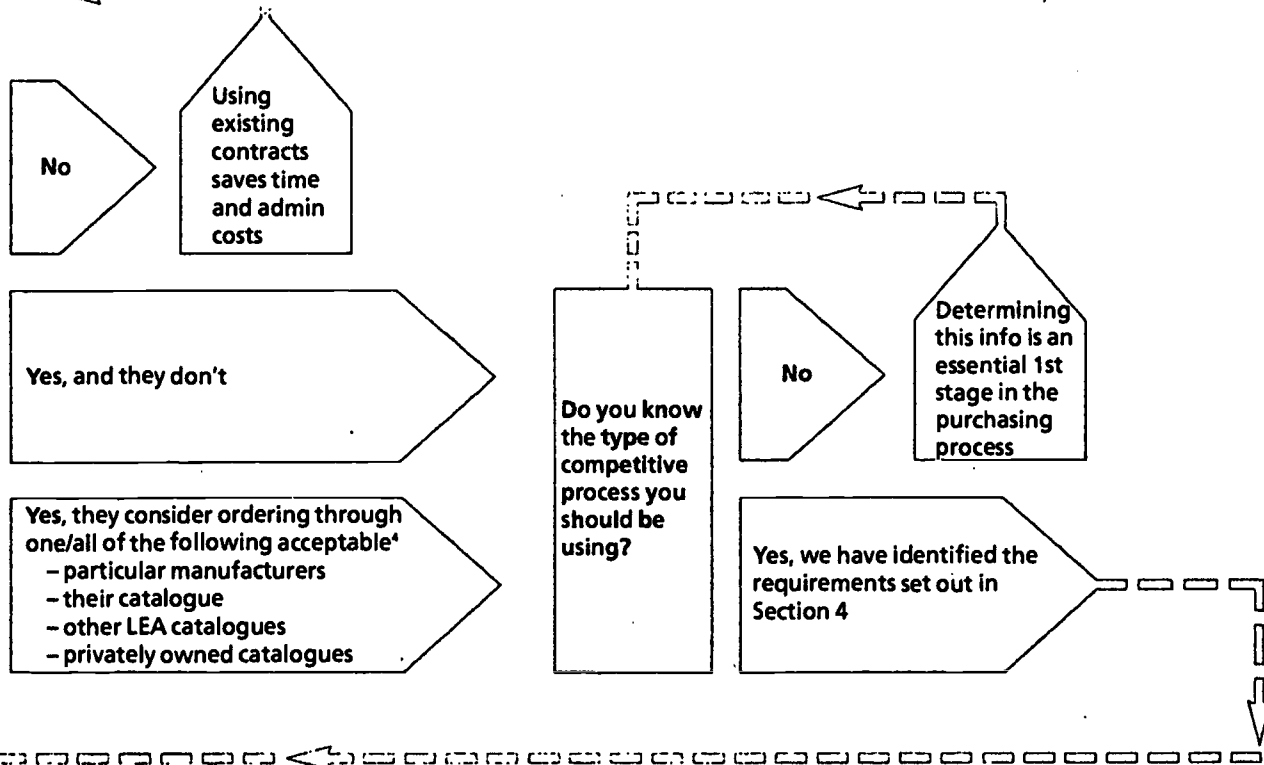 No
Using
existing
contracts
saves time
and admin
costs
Yes, and they don't
Yes, they consider ordering through
one/all of the following acceptable⁴
– particular manufacturers
– their catalogue
– other LEA catalogues
– privately owned catalogues
Do you know
the type of
competitive
process you
should be
using?
No
Determining
this info is an
essential 1st
stage in the
purchasing
process
Yes, we have identified the
requirements set out in
Section 4